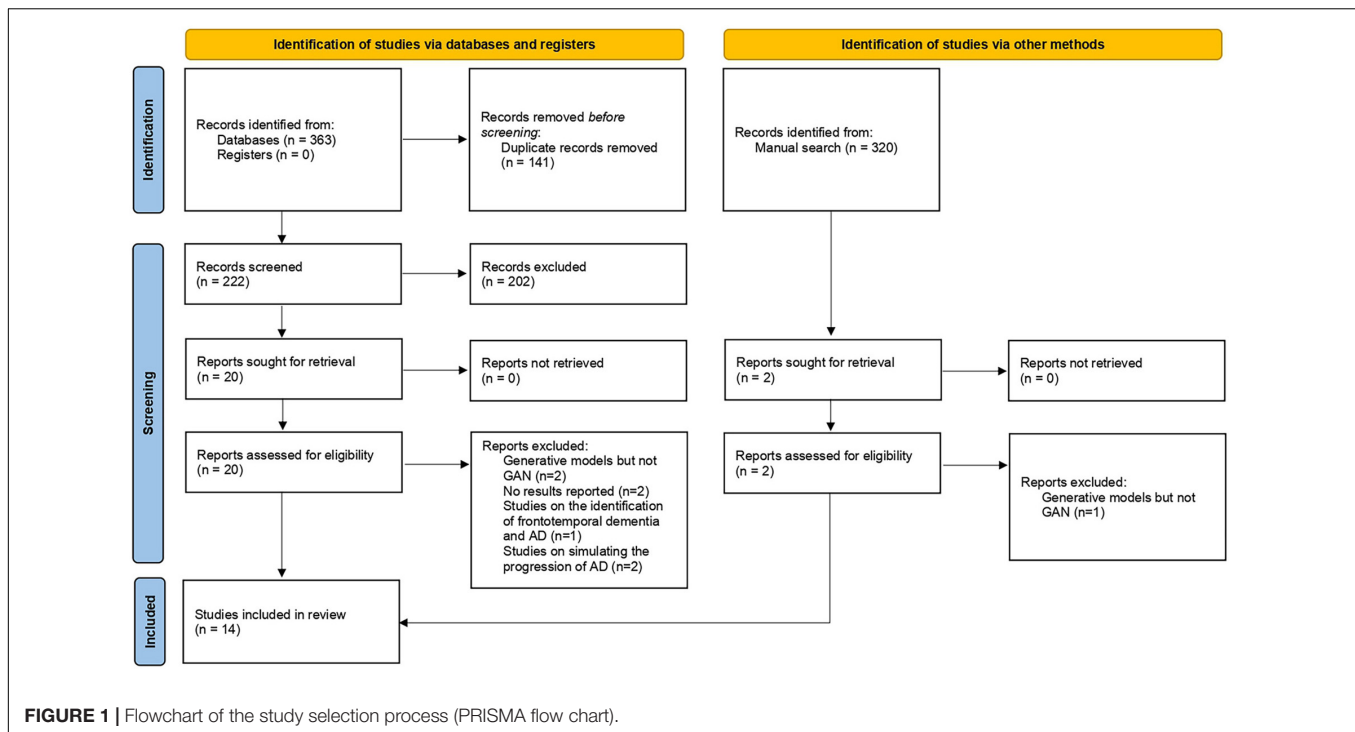 Identification of studies via databases and registers
Identification of studies via other methods
Identification
Records identified from:
Databases (n = 363)
Registers (n = 0)
Records removed before
screening:
Duplicate records removed
(n = 141)
Records identified from:
Manual search (n = 320)
Screening
Records screened
(n = 222)
Records excluded
(n = 202)
Reports sought for retrieval
(n = 20)
Reports not retrieved
(n = 0)
Reports sought for retrieval
(n = 2)
Reports not retrieved
(n = 0)
Reports assessed for eligibility
(n = 20)
Reports excluded:
Generative models but not
GAN (n=2)
No results reported (n=2)
Studies on the identification
of frontotemporal dementia
and AD (n=1)
Studies on simulating the
progression of AD (n=2)
Reports assessed for eligibility
(n = 2)
Reports excluded:
Generative models but not
GAN (n=1)
Included
Studies included in review
(n = 14)
FIGURE 1 | Flowchart of the study selection process (PRISMA flow chart).